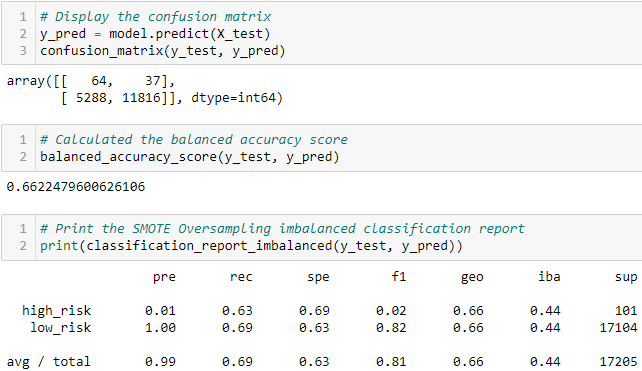 1 # Display the confusion matrix
2 y_pred = model.predict(X_test)
3 confusion_matrix(y_test, y_pred)
array([[   64,    37],
       [ 5288, 11816]], dtype=int64)
1 # Calculated the balanced accuracy score
2 balanced_accuracy_score(y_test, y_pred)
0.6622479600626106
1 # Print the SMOTE Oversampling imbalanced classification report
2 print(classification_report_imbalanced(y_test, y_pred))
pre rec spe f1 geo iba sup
high_risk 0.01 0.63 0.69 0.02 0.66 0.44 101
low_risk 1.00 0.69 0.63 0.82 0.66 0.44 17104
avg / total 0.99 0.69 0.63 0.81 0.66 0.44 17205